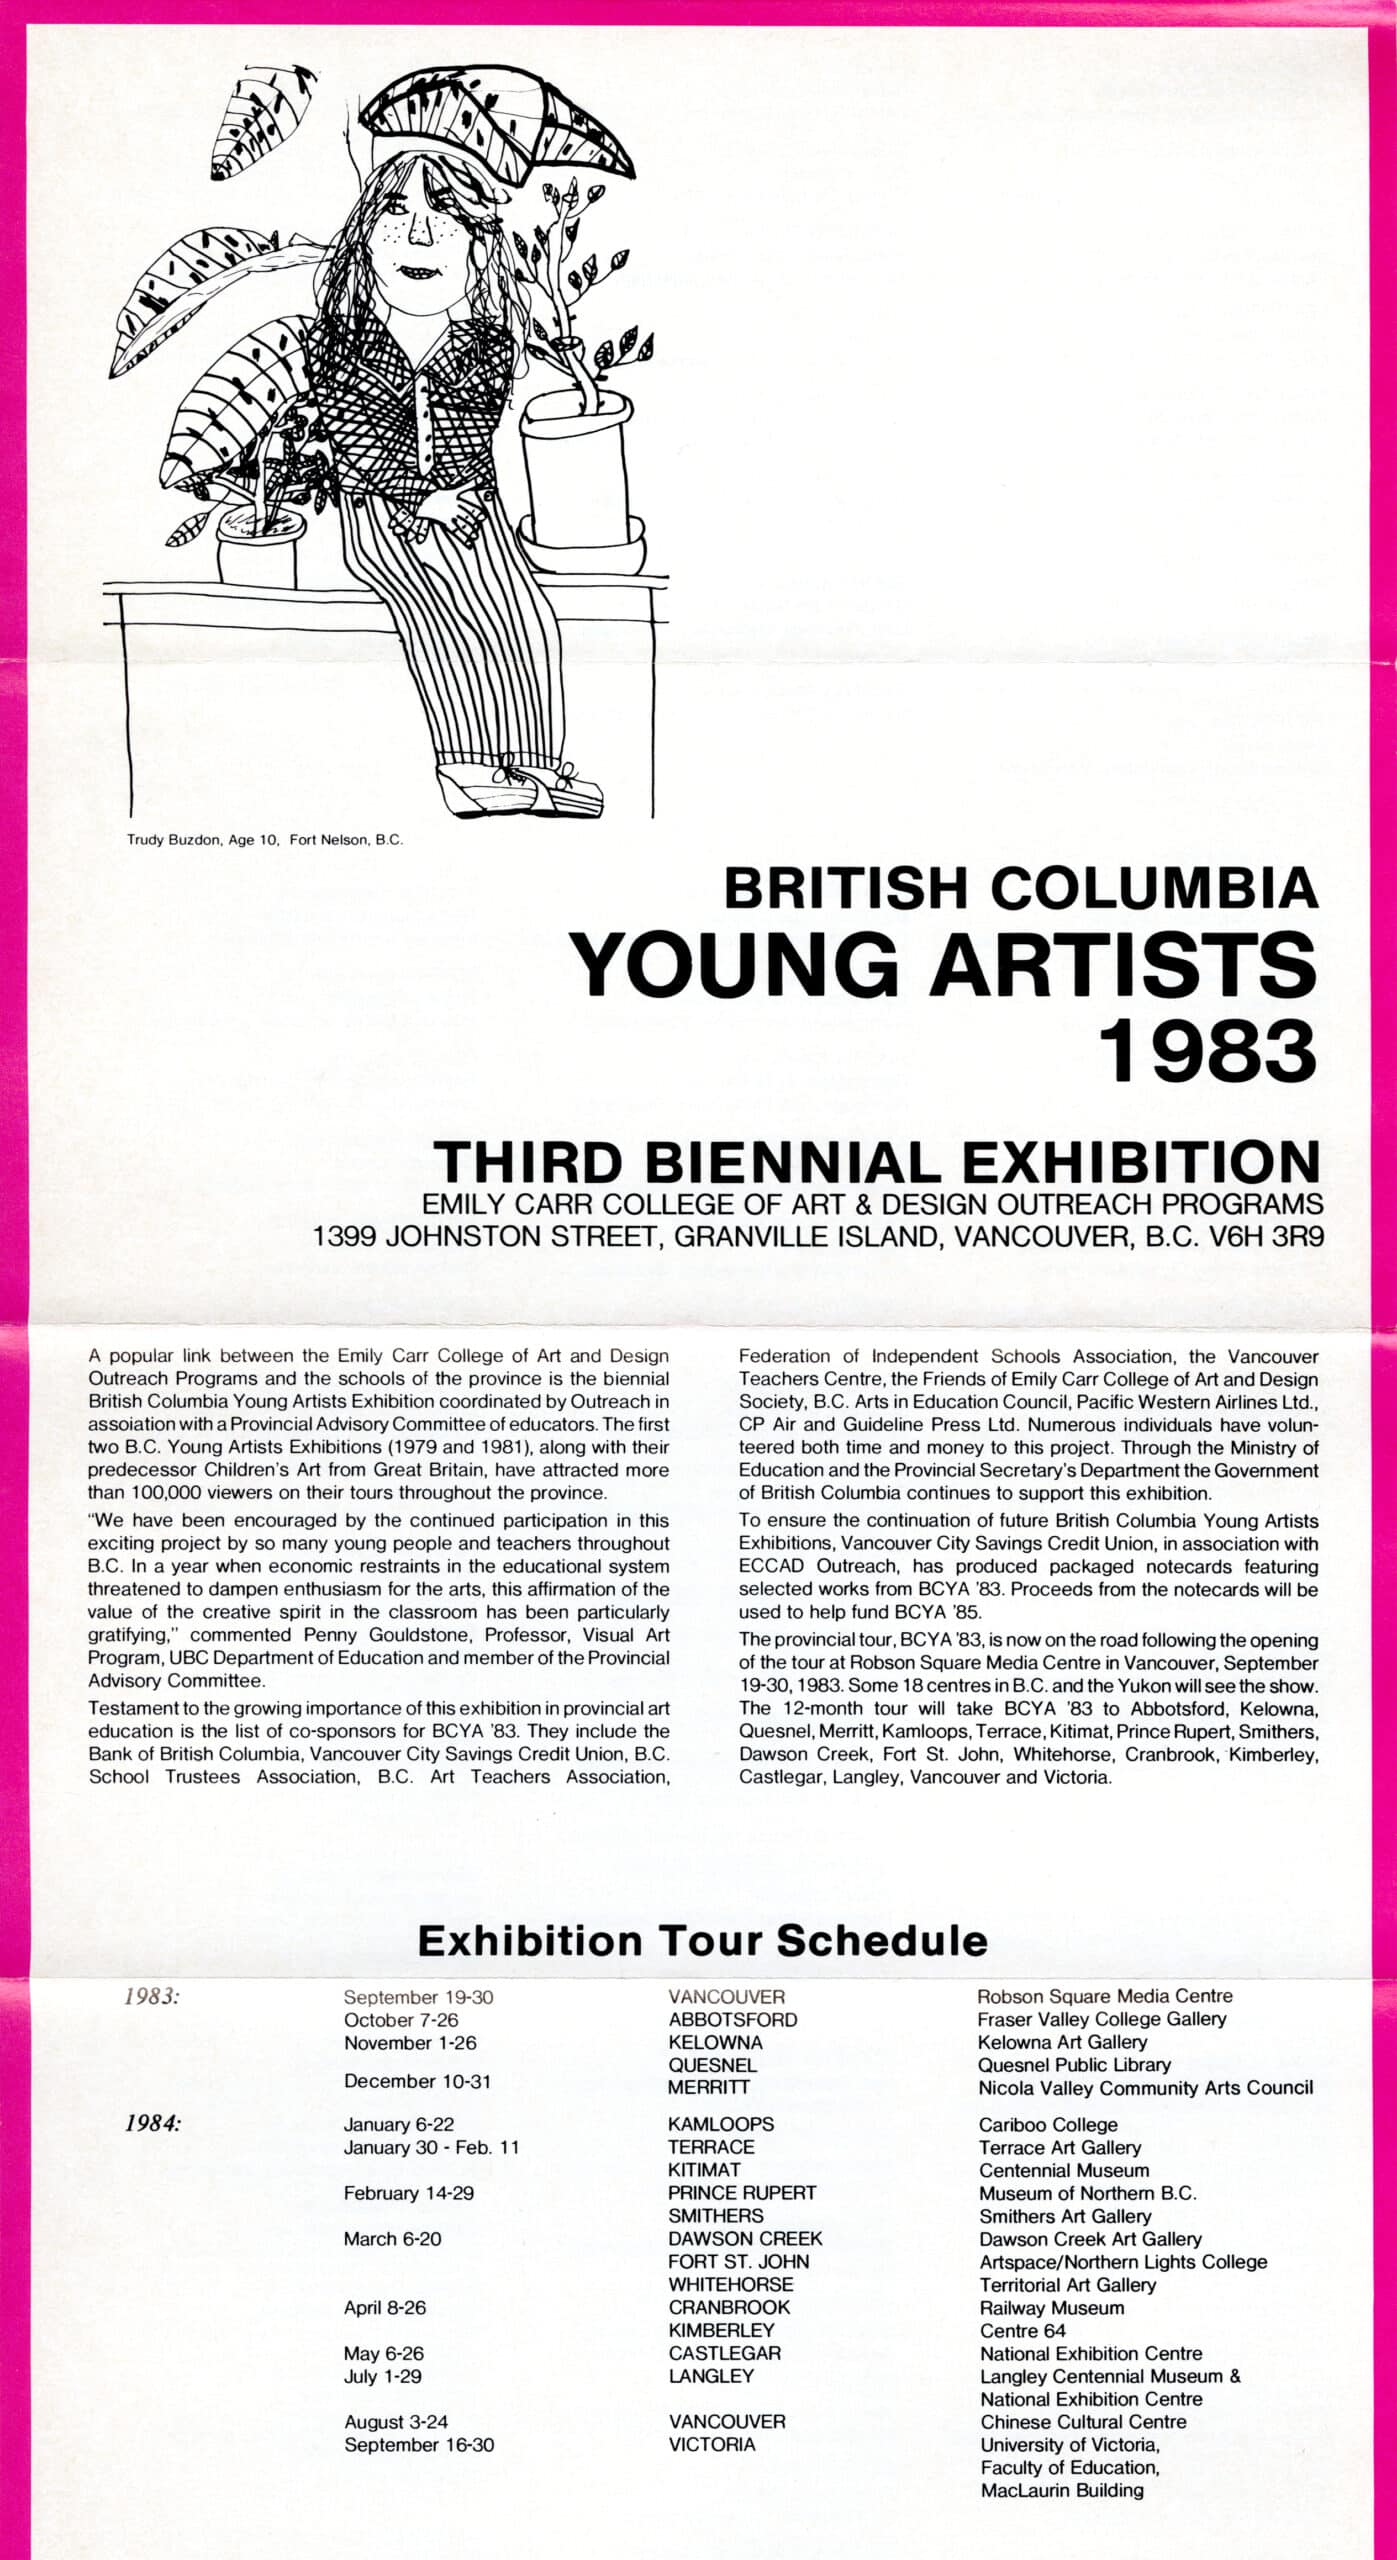 Trudy Buzdon, Age 10, Fort Nelson, B.C.
BRITISH COLUMBIA
YOUNG ARTISTS
1983
THIRD BIENNIAL EXHIBITION
EMILY CARR COLLEGE OF ART & DESIGN OUTREACH PROGRAMS
1399 JOHNSTON STREET, GRANVILLE ISLAND, VANCOUVER, B.C. V6H 3R9
A popular link between the Emily Carr College of Art and Design
Outreach Programs and the schools of the province is the biennial
British Columbia Young Artists Exhibition coordinated by Outreach in
assoiation with a Provincial Advisory Committee of educators. The first
two B.C. Young Artists Exhibitions (1979 and 1981), along with their
predecessor Children's Art from Great Britain, have attracted more
than 100,000 viewers on their tours throughout the province.
"We have been encouraged by the continued participation in this
exciting project by so many young people and teachers throughout
B.C. In a year when economic restraints in the educational system
threatened to dampen enthusiasm for the arts, this affirmation of the
value of the creative spirit in the classroom has been particularly
gratifying," commented Penny Gouldstone, Professor, Visual Art
Program, UBC Department of Education and member of the Provincial
Advisory Committee.
Testament to the growing importance of this exhibition in provincial art
education is the list of co-sponsors for BCYA '83. They include the
Bank of British Columbia, Vancouver City Savings Credit Union, B.C.
School Trustees Association, B.C. Art Teachers Association,
Federation of Independent Schools Association, the Vancouver
Teachers Centre, the Friends of Emily Carr College of Art and Design
Society, B.C. Arts in Education Council, Pacific Western Airlines Ltd.,
CP Air and Guideline Press Ltd. Numerous individuals have volun-
teered both time and money to this project. Through the Ministry of
Education and the Provincial Secretary's Department the Government
of British Columbia continues to support this exhibition.
To ensure the continuation of future British Columbia Young Artists
Exhibitions, Vancouver City Savings Credit Union, in association with
ECCAD Outreach, has produced packaged notecards featuring
selected works from BCYA '83. Proceeds from the notecards will be
used to help fund BCYA '85.
The provincial tour, BCYA '83, is now on the road following the opening
of the tour at Robson Square Media Centre in Vancouver, September
19-30, 1983. Some 18 centres in B.C. and the Yukon will see the show.
The 12-month tour will take BCYA '83 to Abbotsford, Kelowna,
Quesnel, Merritt, Kamloops, Terrace, Kitimat, Prince Rupert, Smithers,
Dawson Creek, Fort St. John, Whitehorse, Cranbrook, Kimberley,
Castlegar, Langley, Vancouver and Victoria.
Exhibition Tour Schedule
1983: September 19-30 VANCOUVER Robson Square Media Centre
October 7-26 ABBOTSFORD Fraser Valley College Gallery
November 1-26 KELOWNA Kelowna Art Gallery
QUESNEL Quesnel Public Library
December 10-31 MERRITT Nicola Valley Community Arts Council
1984: January 6-22 KAMLOOPS Cariboo College
January 30 - Feb. 11 TERRACE Terrace Art Gallery
KITIMAT Centennial Museum
February 14-29 PRINCE RUPERT Museum of Northern B.C.
SMITHERS Smithers Art Gallery
March 6-20 DAWSON CREEK Dawson Creek Art Gallery
FORT ST. JOHN Artspace/Northern Lights College
WHITEHORSE Territorial Art Gallery
April 8-26 CRANBROOK Railway Museum
KIMBERLEY Centre 64
May 6-26 CASTLEGAR National Exhibition Centre
July 1-29 LANGLEY Langley Centennial Museum &
National Exhibition Centre
August 3-24 VANCOUVER Chinese Cultural Centre
September 16-30 VICTORIA University of Victoria,
Faculty of Education,
MacLaurin Building